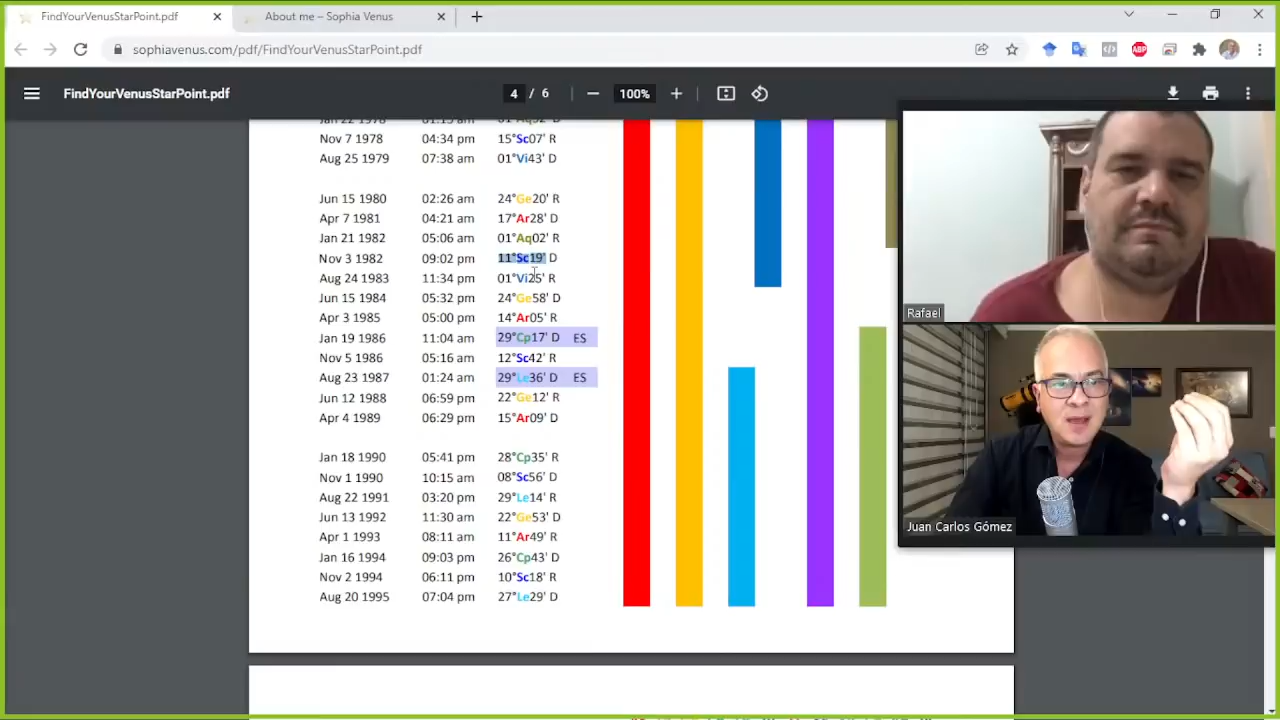 FindYourVenusStarPoint.pdf
About me – Sophia Venus
sophiavenus.com/pdf/FindYourVenusStarPoint.pdf
ABP
FindYourVenusStarPoint.pdf
4 / 6
100%
Jan 22 1978
Nov 7 1978 04:34 pm 15°Sc07' R
Aug 25 1979 07:38 am 01°Vi43' D
Jun 15 1980 02:26 am 24°Ge20' R
Apr 7 1981 04:21 am 17°Ar28' D
Jan 21 1982 05:06 am 01°Aq02' R
Nov 3 1982 09:02 pm 11°Sc19' D
Aug 24 1983 11:34 pm 01°Vi25' R
Jun 15 1984 05:32 pm 24°Ge58' D
Apr 3 1985 05:00 pm 14°Ar05' R
Jan 19 1986 11:04 am 29°Cp17' D ES
Nov 5 1986 05:16 am 12°Sc42' R
Aug 23 1987 01:24 am 29°Le36' D ES
Jun 12 1988 06:59 pm 22°Ge12' R
Apr 4 1989 06:29 pm 15°Ar09' D
Jan 18 1990 05:41 pm 28°Cp35' R
Nov 1 1990 10:15 am 08°Sc56' D
Aug 22 1991 03:20 pm 29°Le14' R
Jun 13 1992 11:30 am 22°Ge53' D
Apr 1 1993 08:11 am 11°Ar49' R
Jan 16 1994 09:03 pm 26°Cp43' D
Nov 2 1994 06:11 pm 10°Sc18' R
Aug 20 1995 07:04 pm 27°Le29' D
Rafael
Juan Carlos Gómez